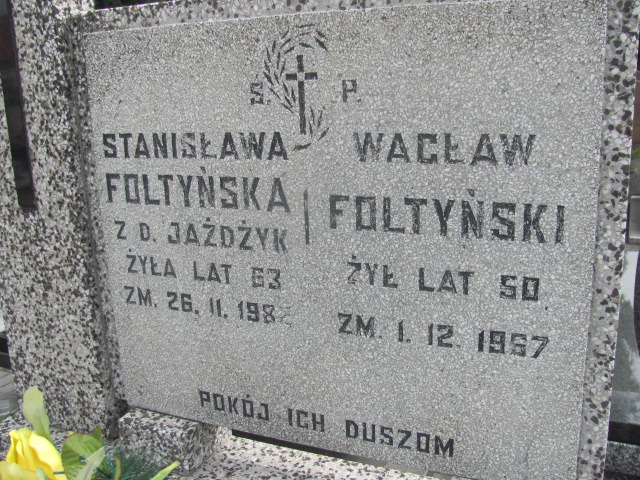 Ś. P.
STANISŁAWA
FOLTYŃSKA
Z D. JAŻDŻYK
ŻYŁA LAT 63
ZM. 26. 11. 1982
WACŁAW
FOLTYŃSKI
ŻYŁ LAT 50.
ZM. 1. 12. 1967
POKÓJ ICH DUSZOM